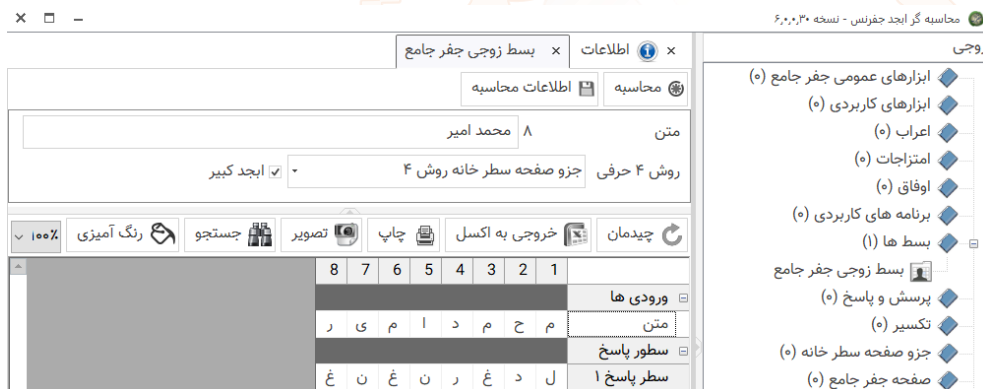 محاسبه گر ابجد جفرنس - نسخه ۶,۰,۰,۳۰
وجی
ابزارهای عمومی جفر جامع (۰)
ابزارهای کاربردی (۰)
اعراب (۰)
امتزاجات (۰)
اوفاق (۰)
برنامه های کاربردی (۰)
بسط ها (۱)
بسط زوجی جفر جامع
پرسش و پاسخ (۰)
تکسیر (۰)
جزو صفحه سطر خانه (۰)
صفحه جفر جامع (۰)
اطلاعات بسط زوجی جفر جامع
محاسبه اطلاعات محاسبه
متن ۸ محمد امیر
روش ۴ حرفی جزو صفحه سطر خانه روش ۴ ابجد کبیر
چیدمان خروجی به اکسل چاپ تصویر جستجو رنگ آمیزی ۱۰۰%
1 2 3 4 5 6 7 8
ورودی ها
متن م ح م د ا م ی ر
سطور پاسخ
سطر پاسخ ۱ ل د غ ر ن غ ن غ